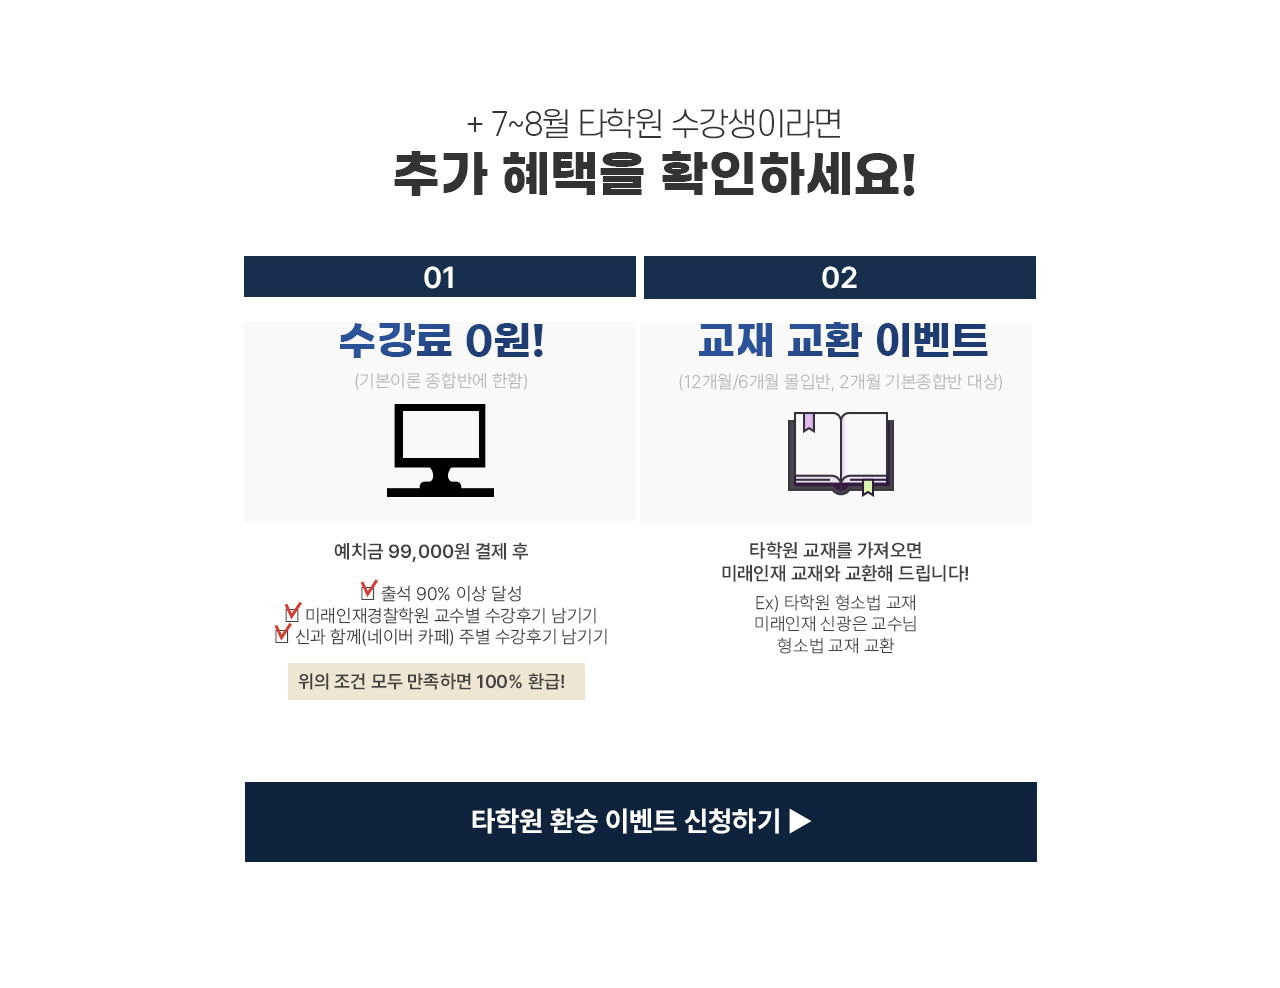 + 7~8월 타학원 수강생이라면
추가 혜택을 확인하세요!
01
수강료 0원!
(기본이론 종합반에 한함)
예치금 99,000원 결제 후
출석 90% 이상 달성
미래인재경찰학원 교수별 수강후기 남기기
신과 함께(네이버 카페) 주별 수강후기 남기기
위의 조건 모두 만족하면 100% 환급!
02
교재 교환 이벤트
(12개월/6개월 몰입반, 2개월 기본종합반 대상)
타학원 교재를 가져오면
미래인재 교재와 교환해 드립니다!
Ex) 타학원 형소법 교재
미래인재 신광은 교수님
형소법 교재 교환
타학원 환승 이벤트 신청하기 ▶